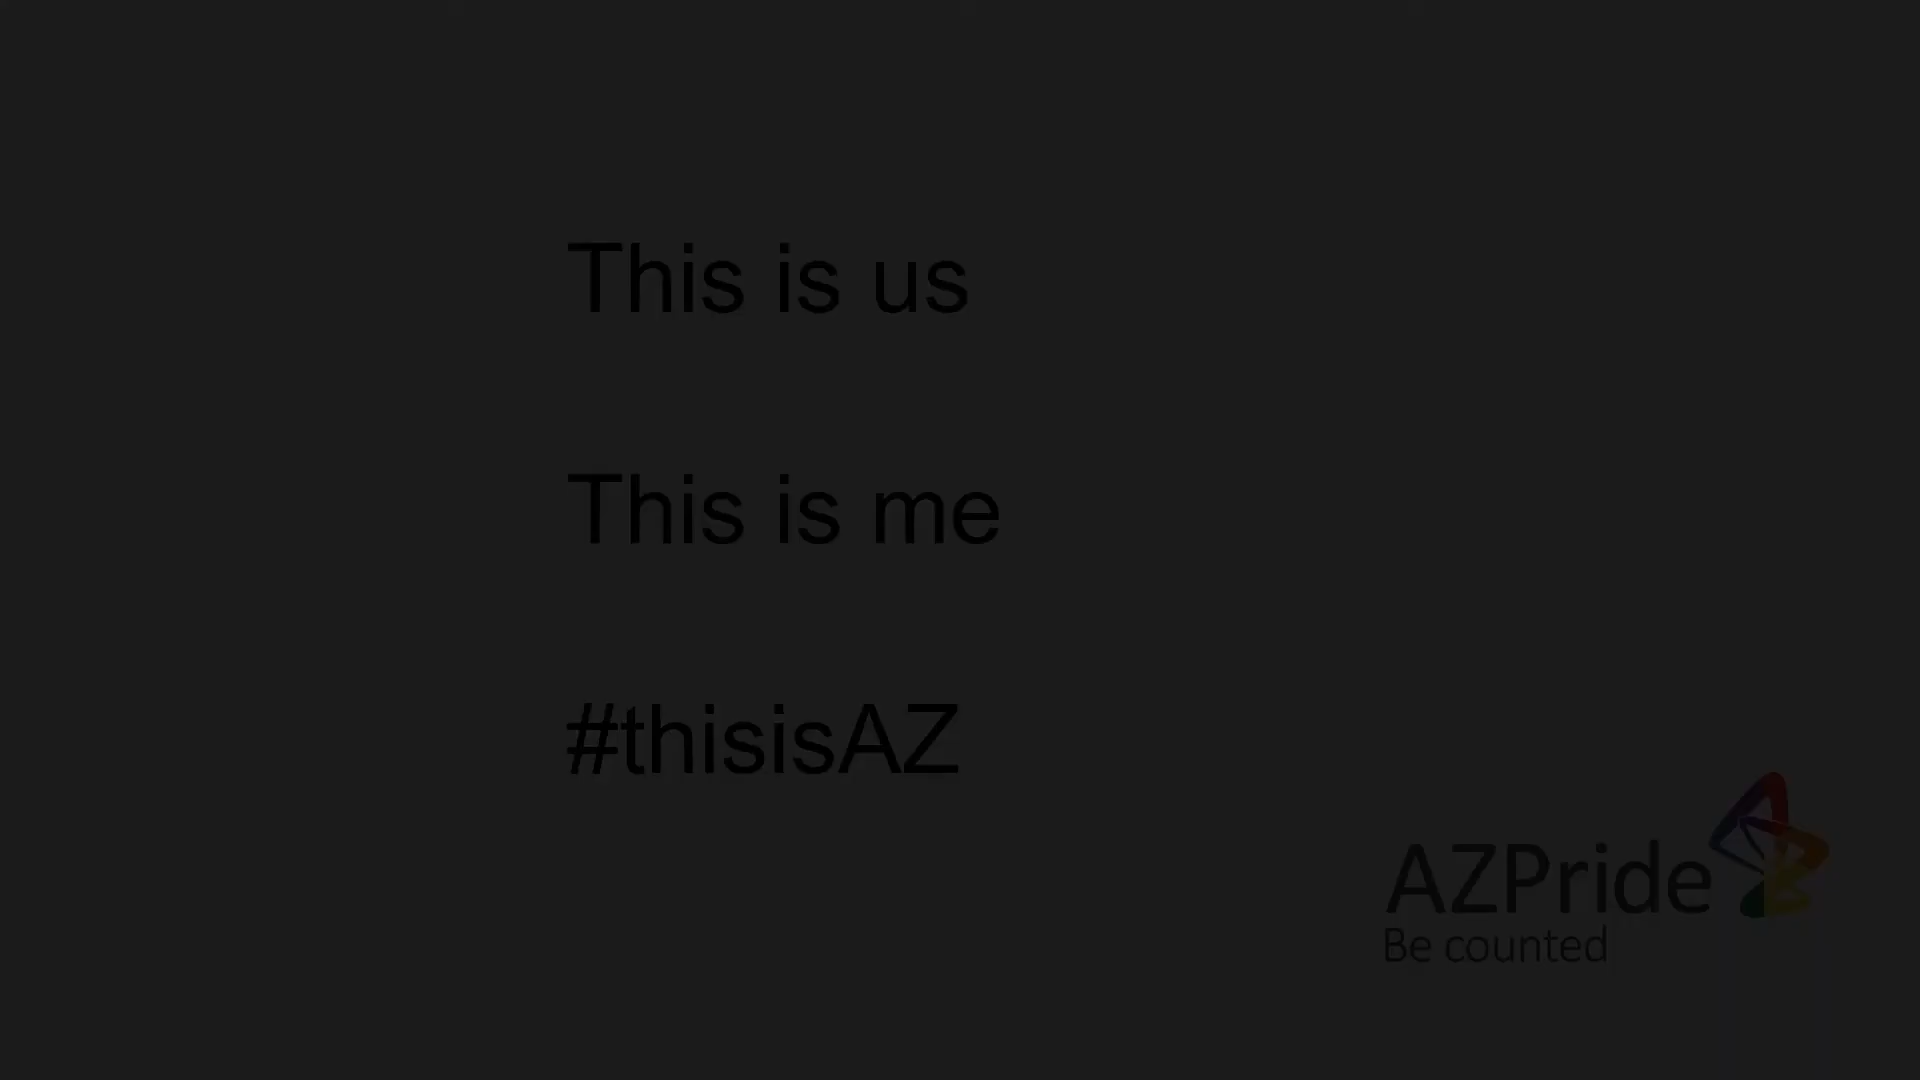 This is us
This is me
#thisisAZ
AZPride
Be counted